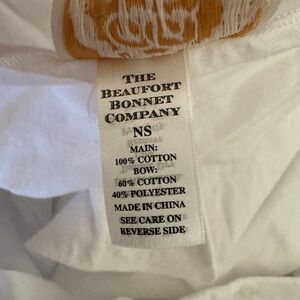 THE
BEAUFORT
BONNET
COMPANY
NS
MAIN:
100% COTTON
BOW:
60% COTTON
40% POLYESTER
MADE IN CHINA
SEE CARE ON
REVERSE SIDE